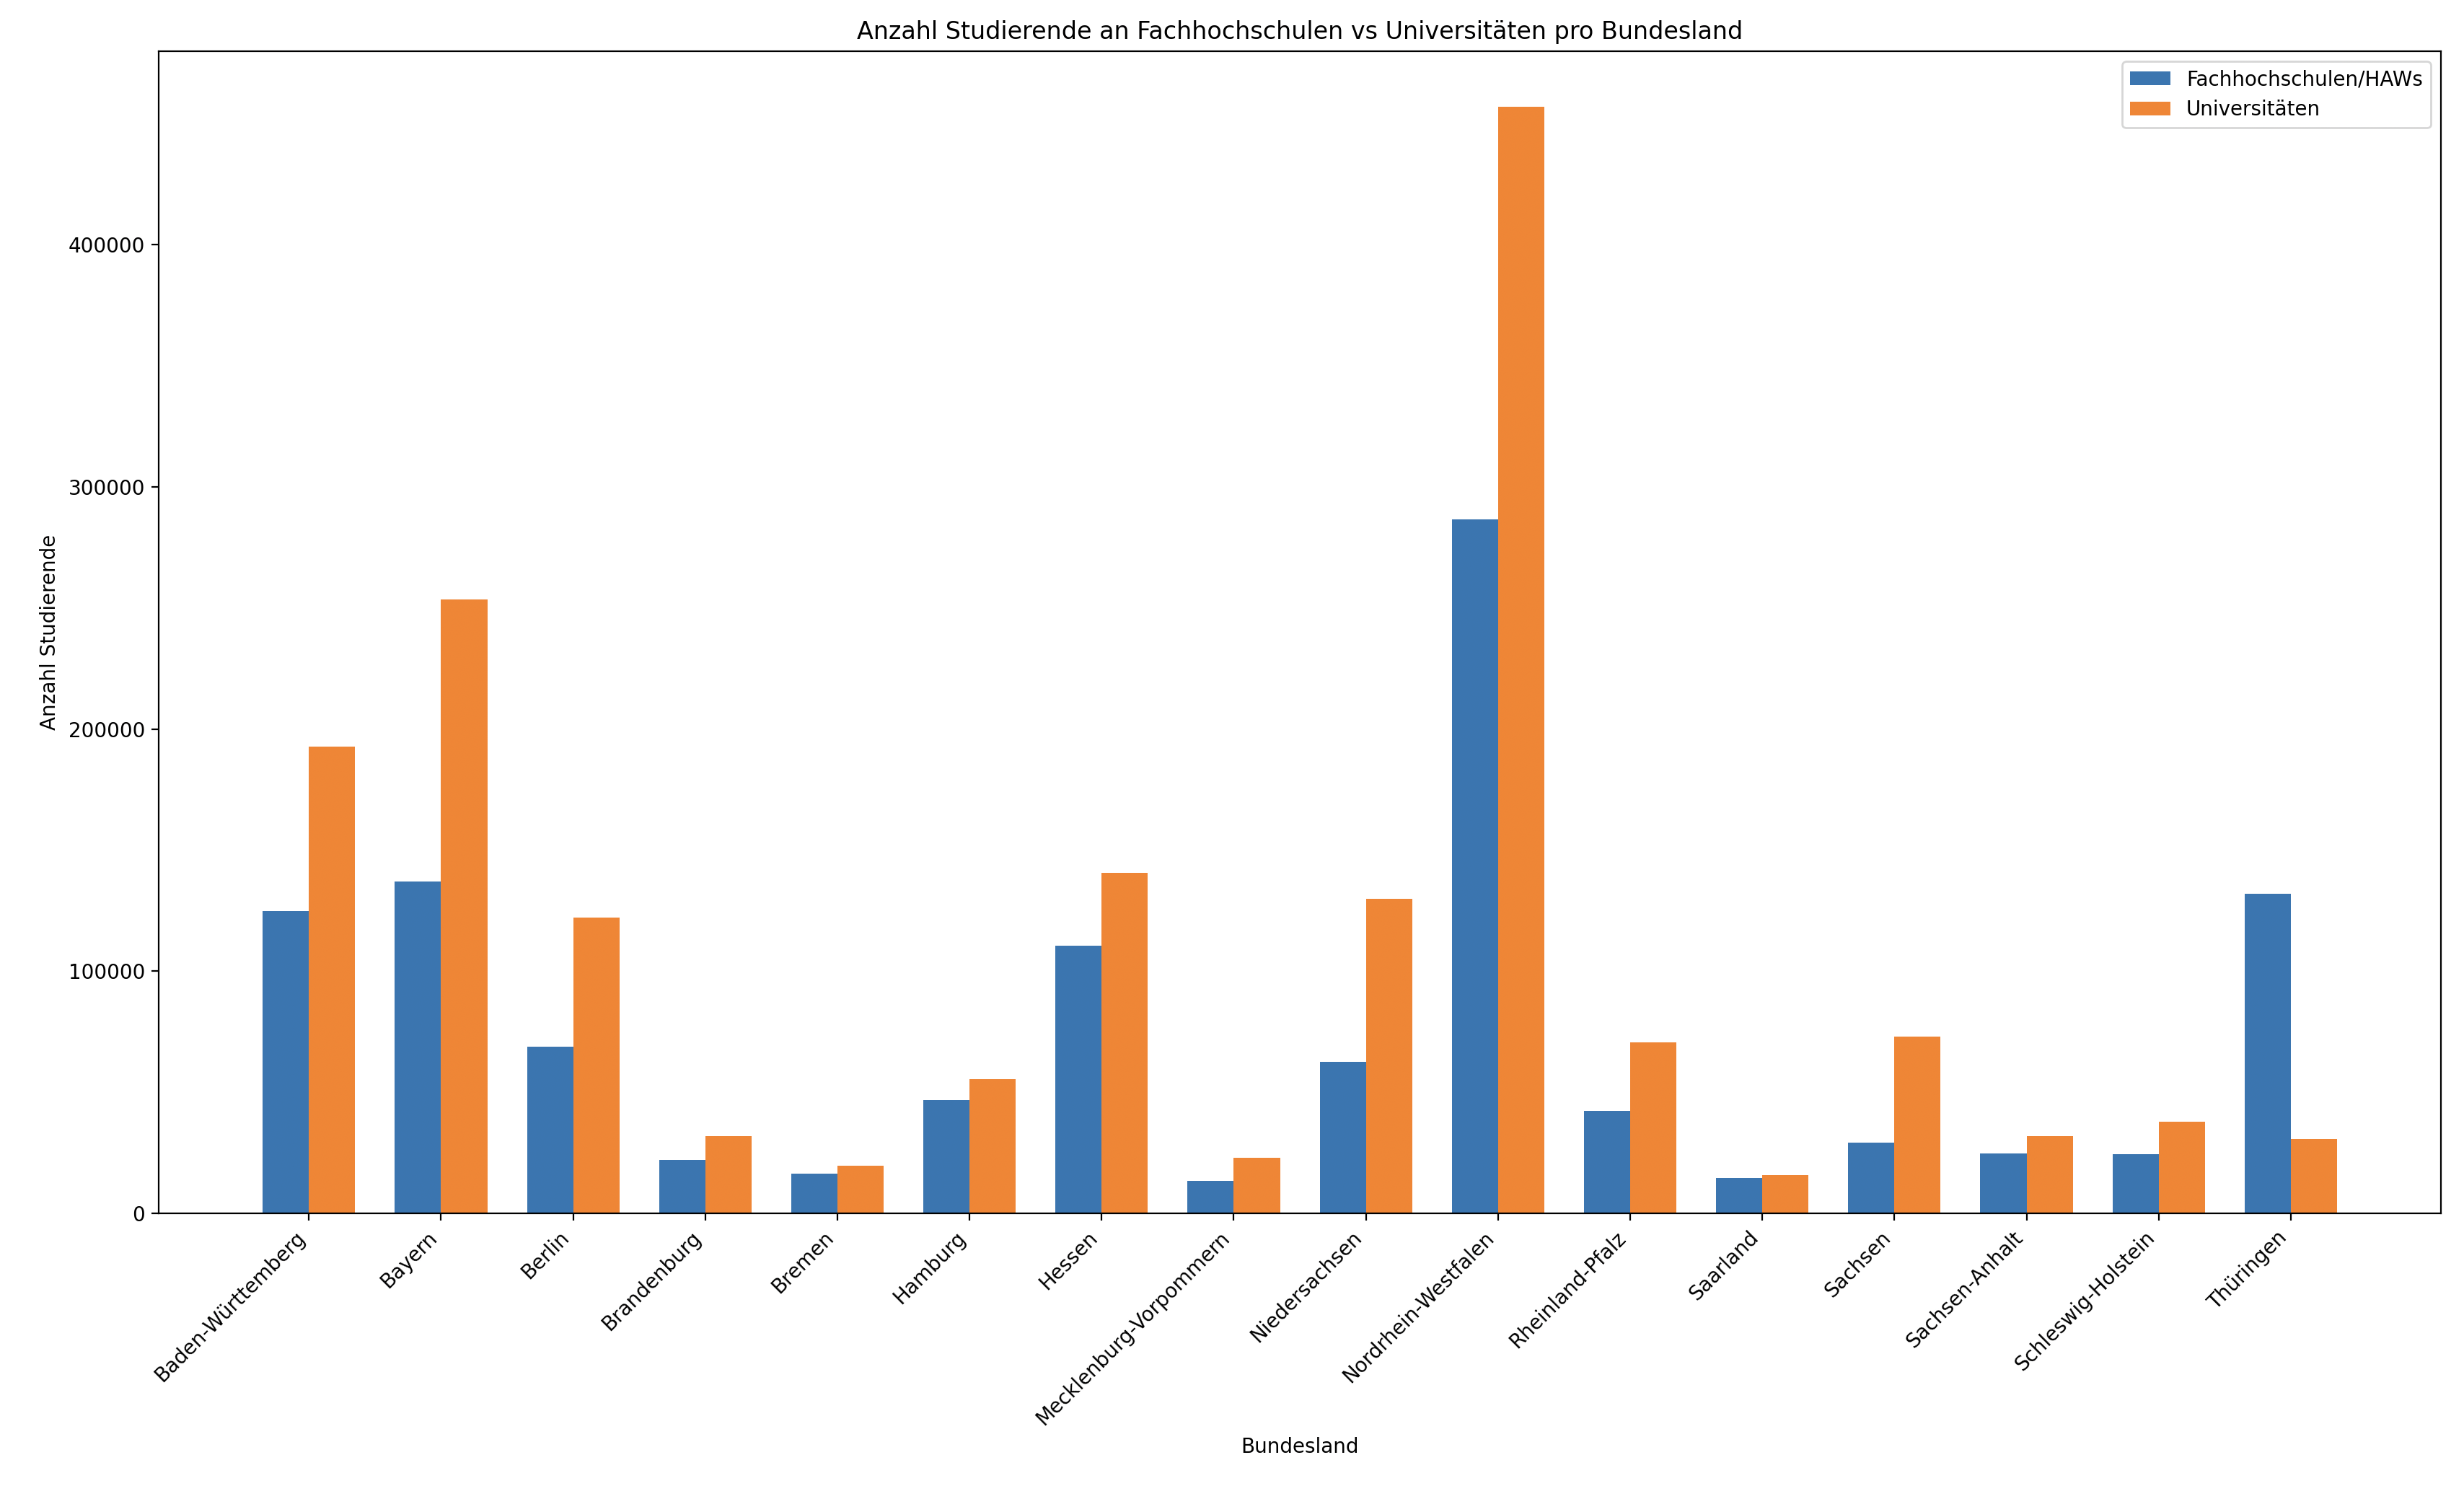 Anzahl Studierende an Fachhochschulen vs Universitäten pro Bundesland
Fachhochschulen/HAWs
Universitäten
Anzahl Studierende
400000
300000
200000
100000
0
Baden-Württemberg
Bayern
Berlin
Brandenburg
Bremen
Hamburg
Hessen
Mecklenburg-Vorpommern
Niedersachsen
Nordrhein-Westfalen
Rheinland-Pfalz
Saarland
Sachsen
Sachsen-Anhalt
Schleswig-Holstein
Thüringen
Bundesland